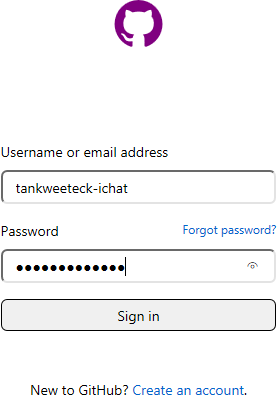 Username or email address
tankweeteck-ichat
Password Forgot password?
●●●●●●●●●●●●●
Sign in
New to GitHub? Create an account.